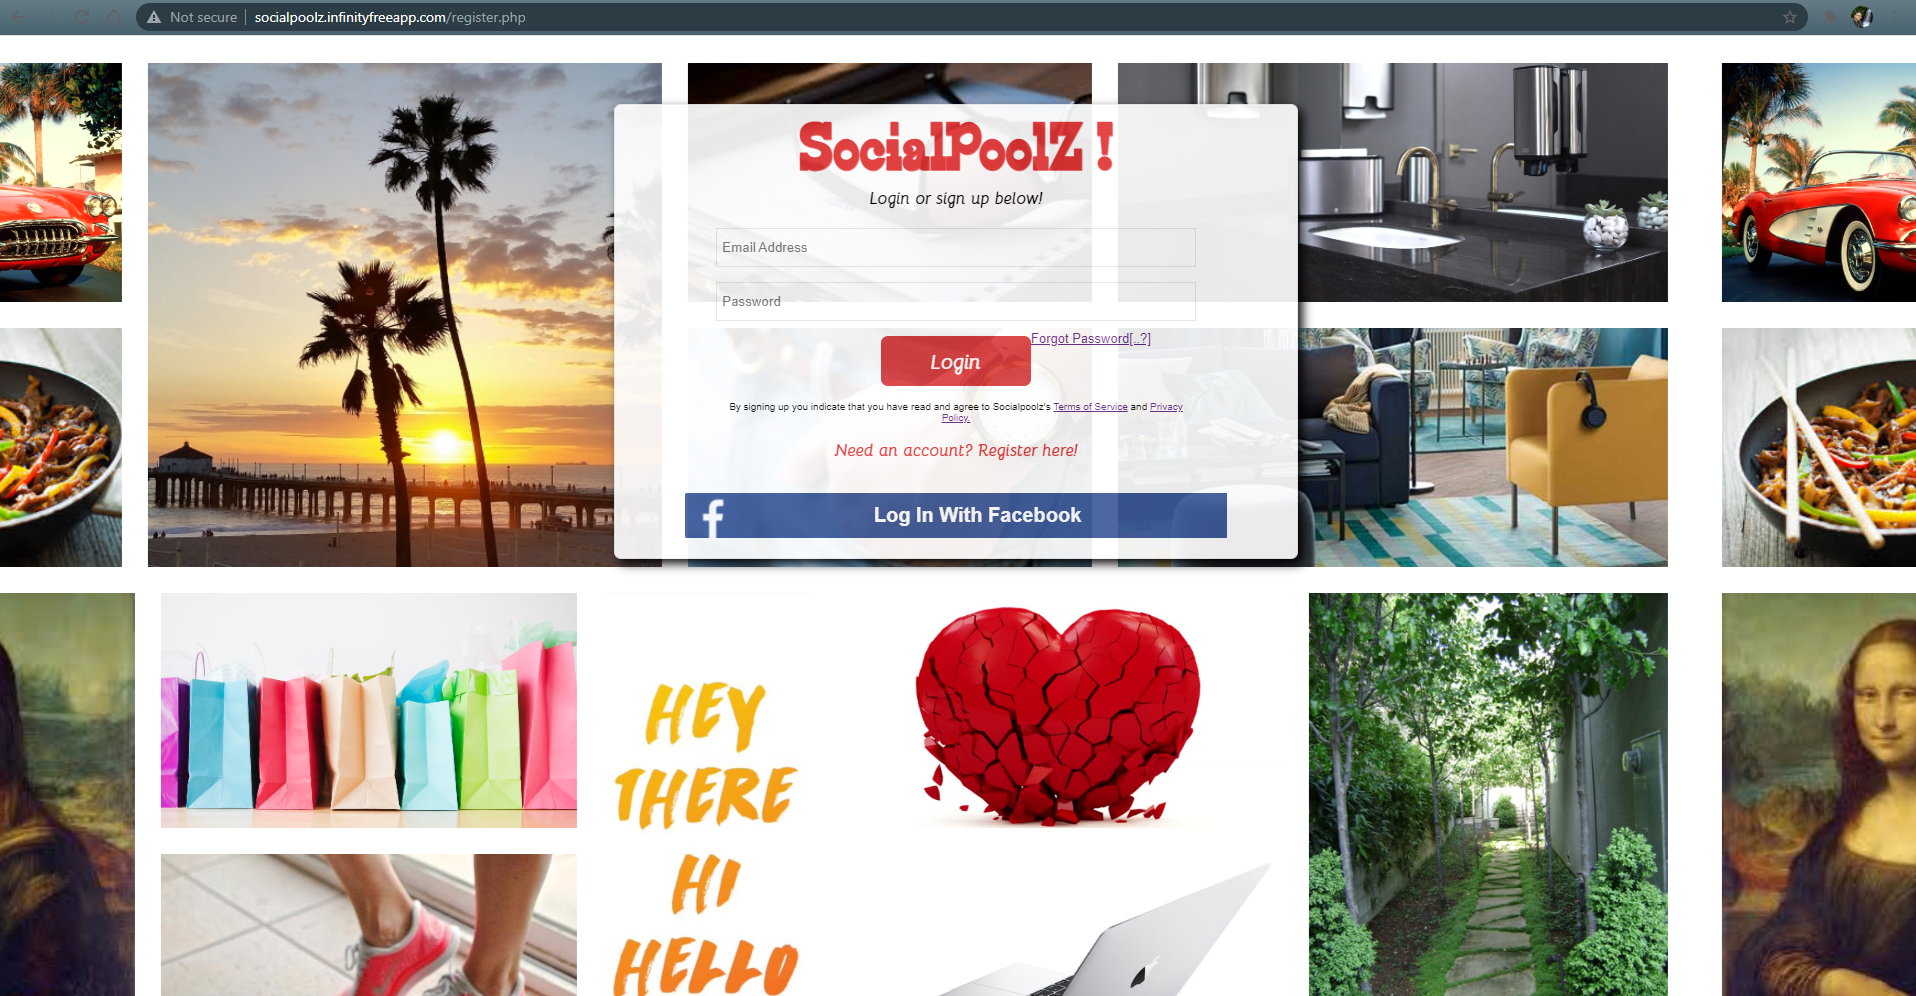 Not secure
socialpoolz.infinityfreeapp.com/register.php
SocialPoolZ !
Login or sign up below!
Email Address
Password
Forgot Password[..?]
Login
By signing up you indicate that you have read and agree to Socialpoolz's Terms of Service and Privacy
Policy.
Need an account? Register here!
f
Log In With Facebook
HEY
THERE
HI
HELLO